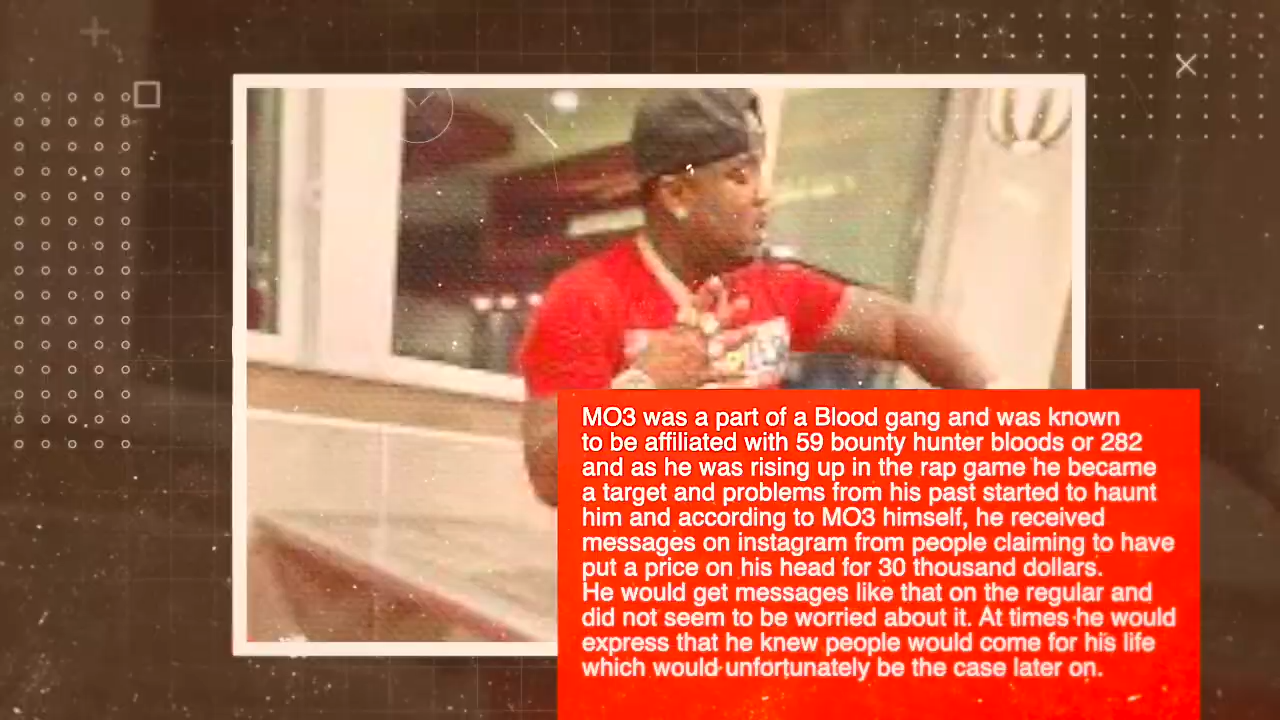 MO3 was a part of a Blood gang and was known
to be affiliated with 59 bounty hunter bloods or 282
and as he was rising up in the rap game he became
a target and problems from his past started to haunt
him and according to MO3 himself, he received
messages on instagram from people claiming to have
put a price on his head for 30 thousand dollars.
He would get messages like that on the regular and
did not seem to be worried about it. At times he would
express that he knew people would come for his life
which would unfortunately be the case later on.